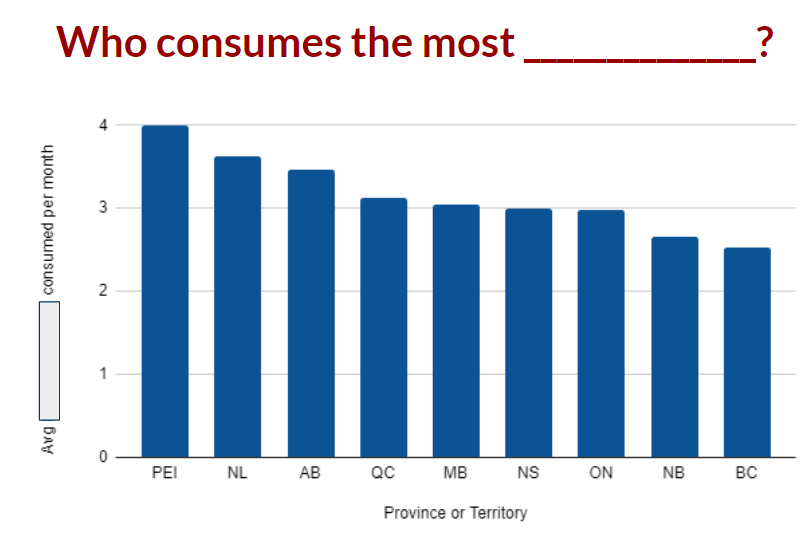 Who consumes the most ______________?
4
3
2
1
0
Avg consumed per month
PEI NL AB QC MB NS ON NB BC
Province or Territory